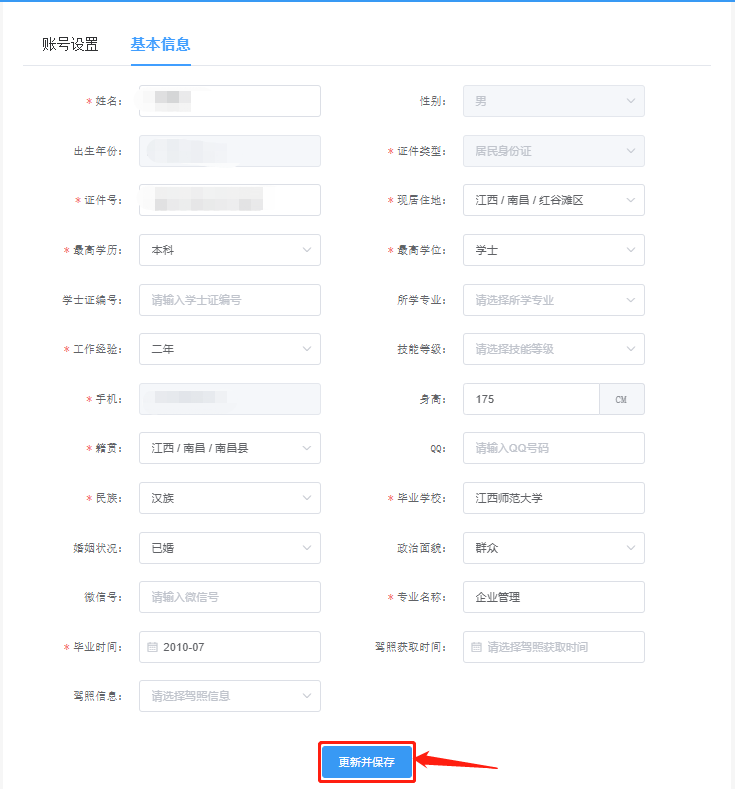 账号设置 基本信息
* 姓名： 性别： 男
出生年份： * 证件类型： 居民身份证
* 证件号： * 现居住地： 江西 / 南昌 / 红谷滩区
* 最高学历： 本科 * 最高学位： 学士
学士证编号： 请输入学士证编号 所学专业： 请选择所学专业
* 工作经验： 二年 技能等级： 请选择技能等级
* 手机： 身高： 175 CM
* 籍贯： 江西 / 南昌 / 南昌县 QQ： 请输入QQ号码
* 民族： 汉族 * 毕业学校： 江西师范大学
婚姻状况： 已婚 政治面貌： 群众
微信号： 请输入微信号 * 专业名称： 企业管理
* 毕业时间： 2010-07 驾照获取时间： 请选择驾照获取时间
驾照信息： 请选择驾照信息
更新并保存